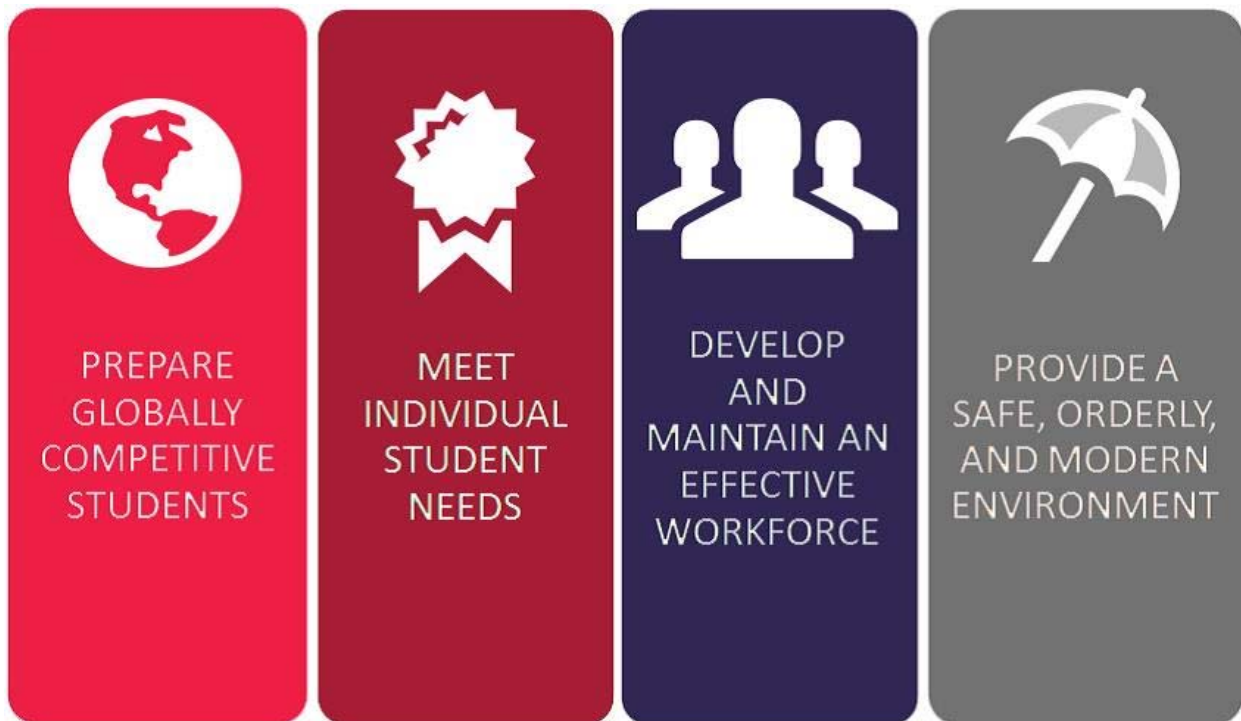 PREPARE
GLOBALLY
COMPETITIVE
STUDENTS
MEET
INDIVIDUAL
STUDENT
NEEDS
DEVELOP
AND
MAINTAIN AN
EFFECTIVE
WORKFORCE
PROVIDE A
SAFE, ORDERLY,
AND MODERN
ENVIRONMENT